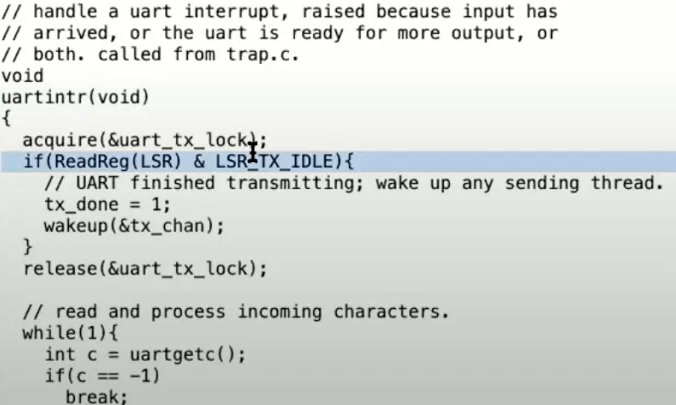 // handle a uart interrupt, raised because input has
// arrived, or the uart is ready for more output, or
// both. called from trap.c.
void
uartintr(void)
{
  acquire(&uart_tx_lock);
  if(ReadReg(LSR) & LSR_TX_IDLE){
    // UART finished transmitting; wake up any sending thread.
    tx_done = 1;
    wakeup(&tx_chan);
  }
  release(&uart_tx_lock);

  // read and process incoming characters.
  while(1){
    int c = uartgetc();
    if(c == -1)
      break;